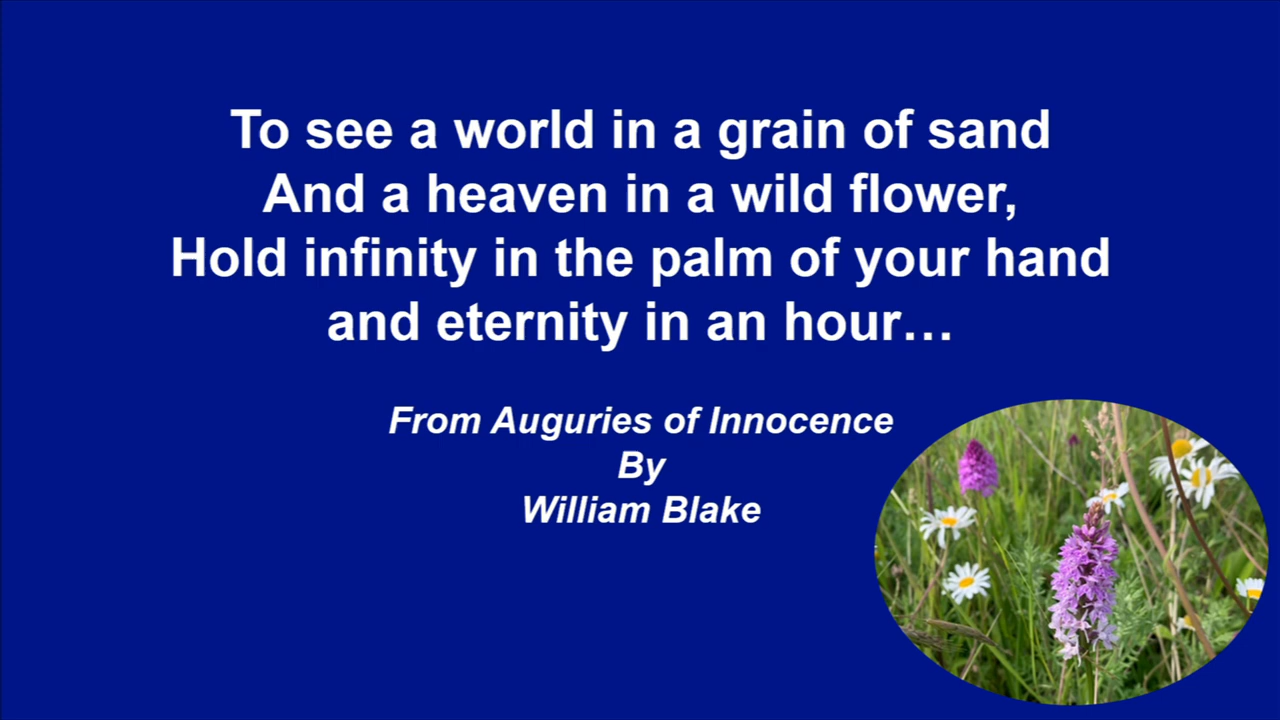 To see a world in a grain of sand
And a heaven in a wild flower,
Hold infinity in the palm of your hand
and eternity in an hour…
From Auguries of Innocence
By
William Blake